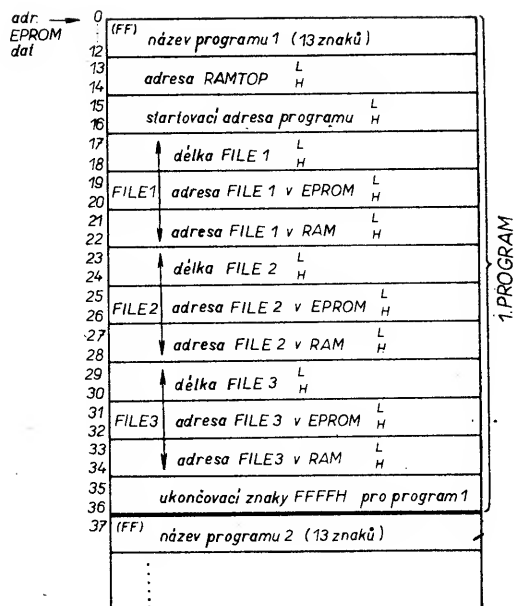 adr. → 0
EPROM
dat
(FF) název programu 1 (13 znaků)
12
13 adresa RAMTOP L
14 H
15 startovací adresa programu L
16 H
17 délka FILE 1 L
18 H
19 FILE1 adresa FILE 1 v EPROM L
20 H
21 adresa FILE 1 v RAM L
22 H
23 délka FILE 2 L
24 H
25 FILE2 adresa FILE 2 v EPROM L
26 H
27 adresa FILE 2 v RAM L
28 H
29 délka FILE 3 L
30 H
31 FILE3 adresa FILE 3 v EPROM L
32 H
33 adresa FILE3 v RAM L
34 H
35 ukončovací znaky FFFFH pro program 1
36
37 (FF) název programu 2 (13 znaků)
1. PROGRAM